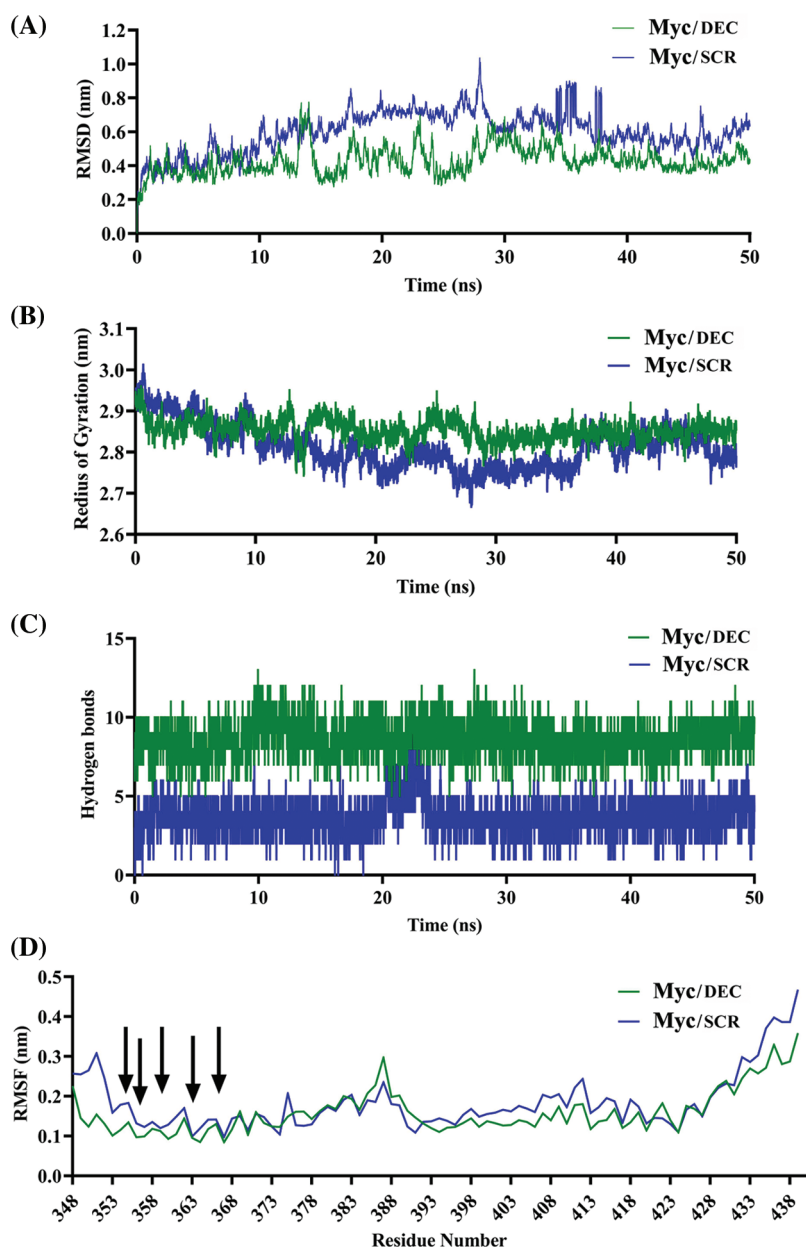 (A)
Myc/DEC
Myc/SCR
RMSD (nm)
1.2
1.0
0.8
0.6
0.4
0.2
0.0
0 10 20 30 40 50
Time (ns)
(B)
Myc/DEC
Myc/SCR
Redius of Gyration (nm)
3.1
3.0
2.9
2.8
2.7
2.6
0 10 20 30 40 50
Time (ns)
(C)
Myc/DEC
Myc/SCR
Hydrogen bonds
15
10
5
0
0 10 20 30 40 50
Time (ns)
(D)
Myc/DEC
Myc/SCR
RMSF (nm)
0.5
0.4
0.3
0.2
0.1
0.0
348 353 358 363 368 373 378 383 388 393 398 403 408 413 418 423 428 433 438
Residue Number